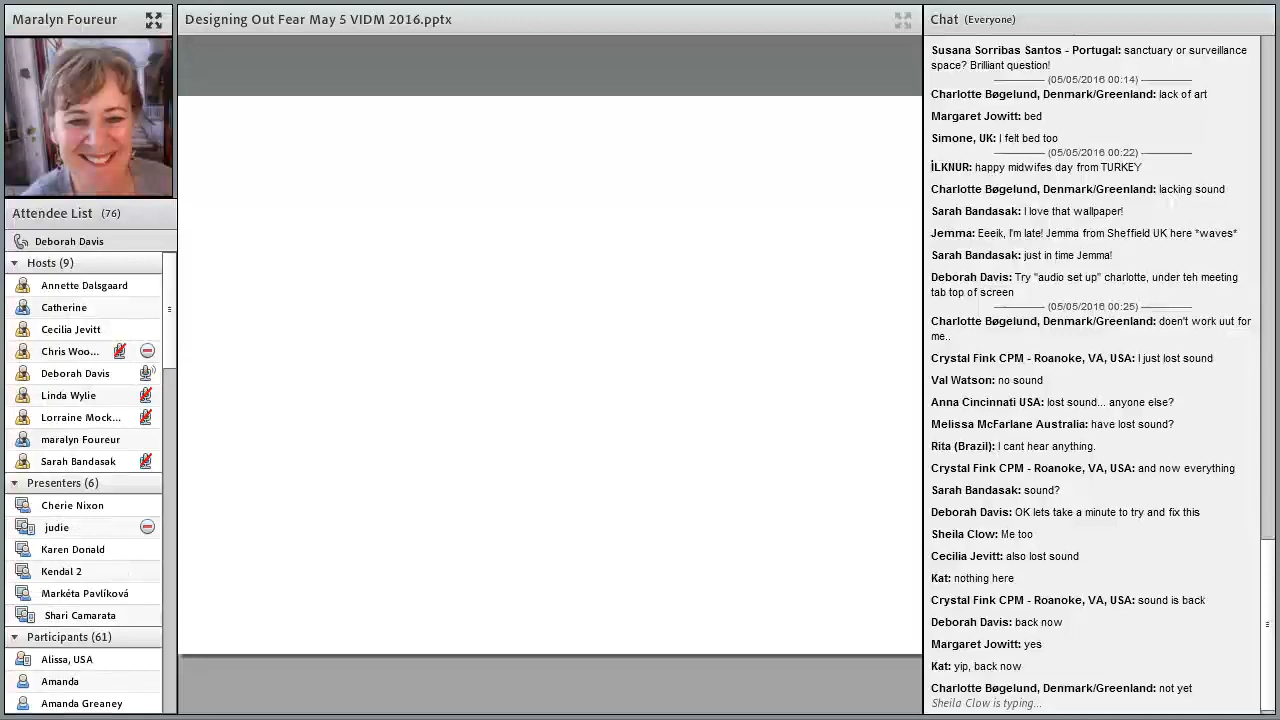 Maralyn Foureur
Attendee List (76)
Deborah Davis
Hosts (9)
Annette Dalsgaard
Catherine
Cecilia Jevitt
Chris Woo...
Deborah Davis
Linda Wylie
Lorraine Mock...
maralyn Foureur
Sarah Bandasak
Presenters (6)
Cherie Nixon
judie
Karen Donald
Kendal 2
Markéta Pavlíková
Shari Camarata
Participants (61)
Alissa, USA
Amanda
Amanda Greaney
Designing Out Fear May 5 VIDM 2016.pptx
Chat (Everyone)
Susana Sorribas Santos - Portugal: sanctuary or surveillance
space? Brilliant question!
(05/05/2016 00:14)
Charlotte Bøgelund, Denmark/Greenland: lack of art
Margaret Jowitt: bed
Simone, UK: I felt bed too
(05/05/2016 00:22)
İLKNUR: happy midwifes day from TURKEY
Charlotte Bøgelund, Denmark/Greenland: lacking sound
Sarah Bandasak: I love that wallpaper!
Jemma: Eeeik, I'm late! Jemma from Sheffield UK here *waves*
Sarah Bandasak: just in time Jemma!
Deborah Davis: Try "audio set up" charlotte, under teh meeting
tab top of screen
(05/05/2016 00:25)
Charlotte Bøgelund, Denmark/Greenland: doen't work uut for
me..
Crystal Fink CPM - Roanoke, VA, USA: I just lost sound
Val Watson: no sound
Anna Cincinnati USA: lost sound... anyone else?
Melissa McFarlane Australia: have lost sound?
Rita (Brazil): I cant hear anything.
Crystal Fink CPM - Roanoke, VA, USA: and now everything
Sarah Bandasak: sound?
Deborah Davis: OK lets take a minute to try and fix this
Sheila Clow: Me too
Cecilia Jevitt: also lost sound
Kat: nothing here
Crystal Fink CPM - Roanoke, VA, USA: sound is back
Deborah Davis: back now
Margaret Jowitt: yes
Kat: yip, back now
Charlotte Bøgelund, Denmark/Greenland: not yet
Sheila Clow is typing...